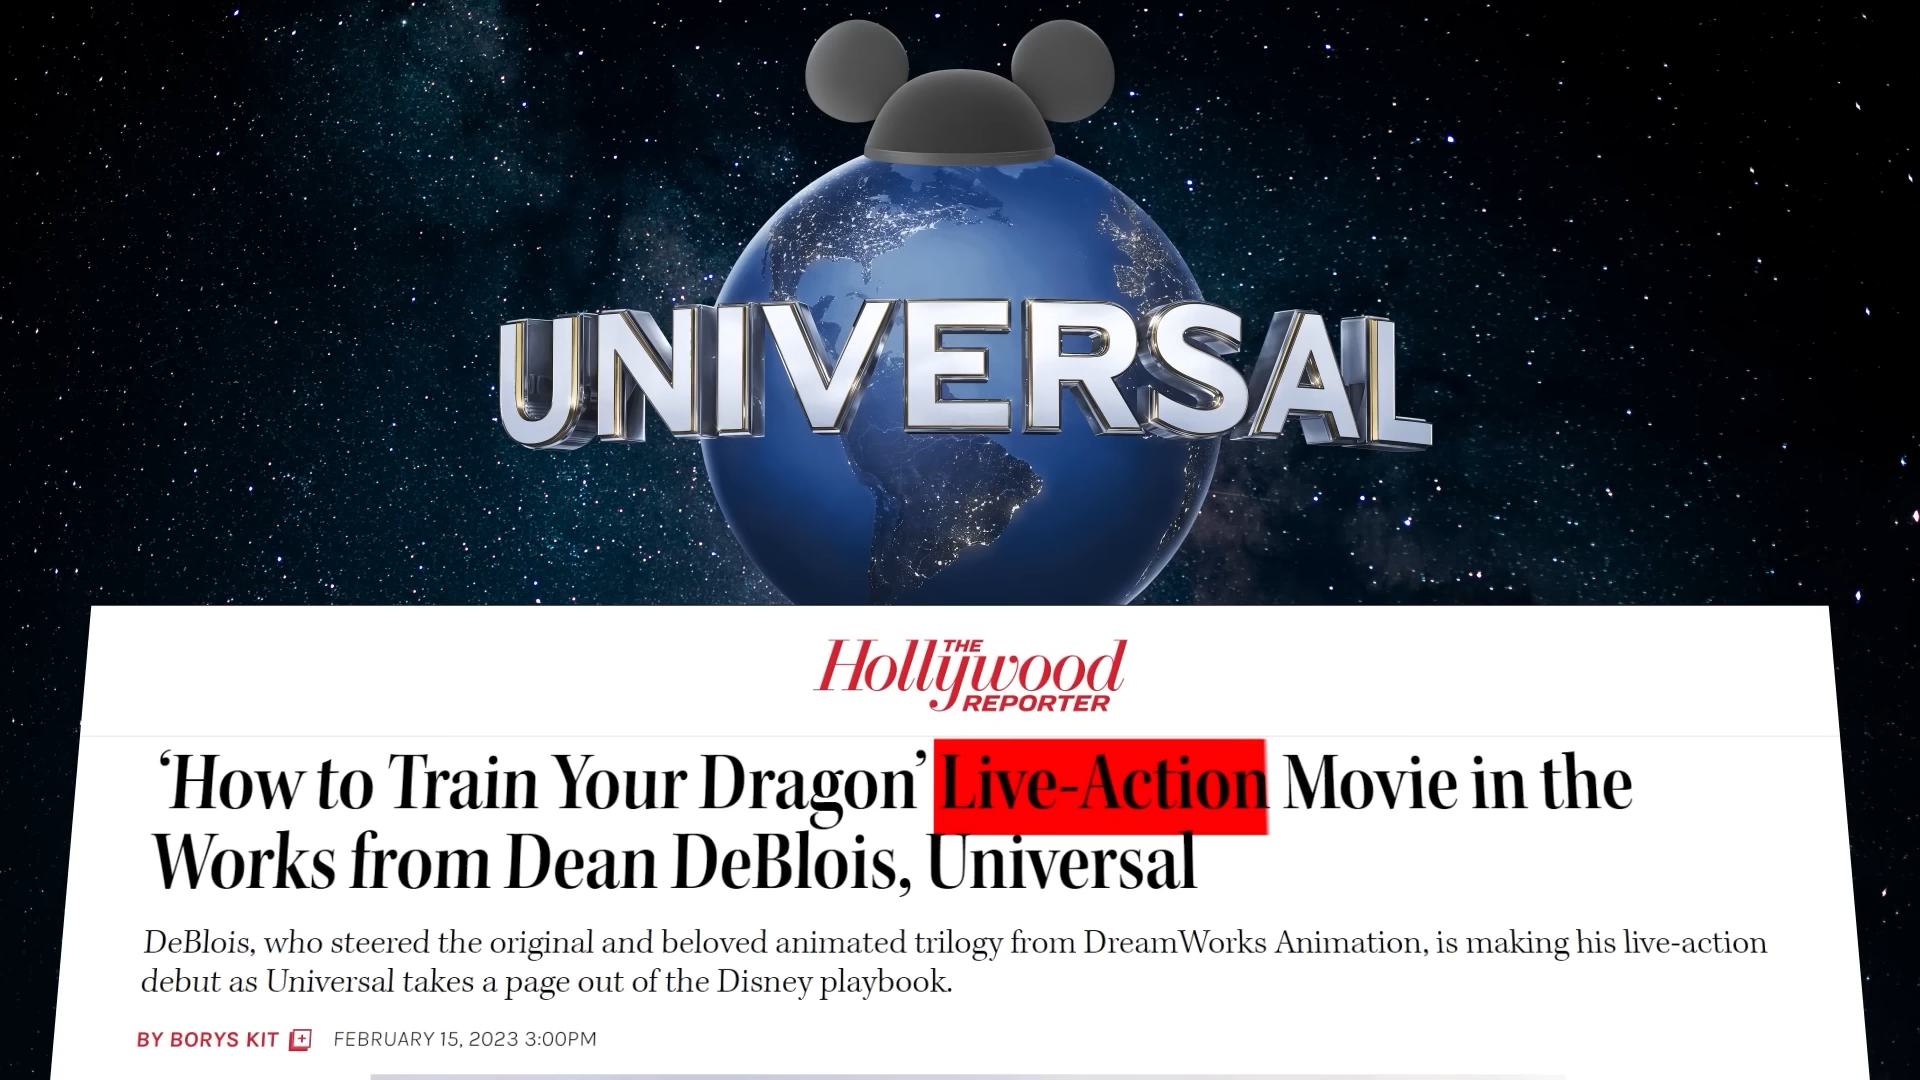 UNIVERSAL
THE
Hollywood
REPORTER
‘How to Train Your Dragon’ Live-Action Movie in the
Works from Dean DeBlois, Universal
DeBlois, who steered the original and beloved animated trilogy from DreamWorks Animation, is making his live-action
debut as Universal takes a page out of the Disney playbook.
BY BORYS KIT FEBRUARY 15, 2023 3:00PM